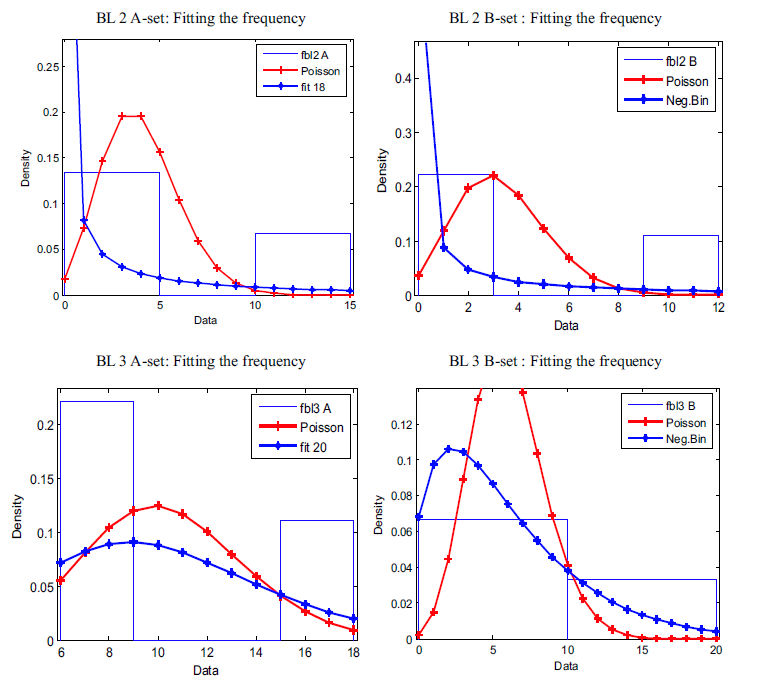 BL 2 A-set: Fitting the frequency
fbl2 A
Poisson
fit 18
Density
0.25
0.2
0.15
0.1
0.05
0
0 5 10 15
Data
BL 2 B-set : Fitting the frequency
fbl2 B
Poisson
Neg.Bin
Density
0.4
0.3
0.2
0.1
0
0 2 4 6 8 10 12
Data
BL 3 A-set: Fitting the frequency
fbl3 A
Poisson
fit 20
Density
0.2
0.15
0.1
0.05
0
6 8 10 12 14 16 18
Data
BL 3 B-set : Fitting the frequency
fbl3 B
Poisson
Neg.Bin
Density
0.12
0.1
0.08
0.06
0.04
0.02
0
0 5 10 15 20
Data